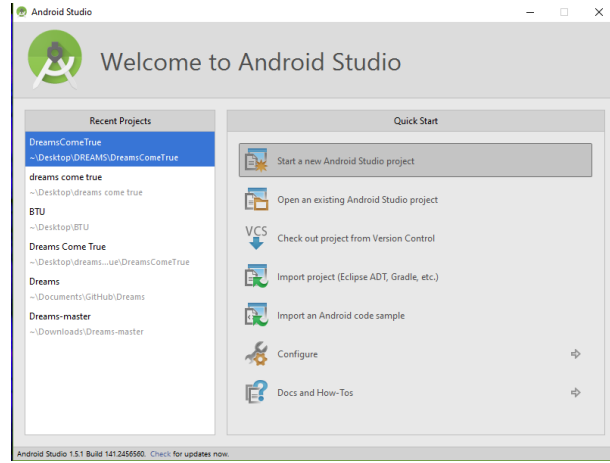 Android Studio
Welcome to Android Studio
Recent Projects
DreamsComeTrue
~\Desktop\DREAMS\DreamsComeTrue
dreams come true
~\Desktop\dreams come true
BTU
~\Desktop\BTU
Dreams Come True
~\Desktop\dreams...ue\DreamsComeTrue
Dreams
~\Documents\GitHub\Dreams
Dreams-master
~\Downloads\Dreams-master
Quick Start
Start a new Android Studio project
Open an existing Android Studio project
VCS
Check out project from Version Control
Import project (Eclipse ADT, Gradle, etc.)
Import an Android code sample
Configure
Docs and How-Tos
Android Studio 1.5.1 Build 141.2456560. Check for updates now.